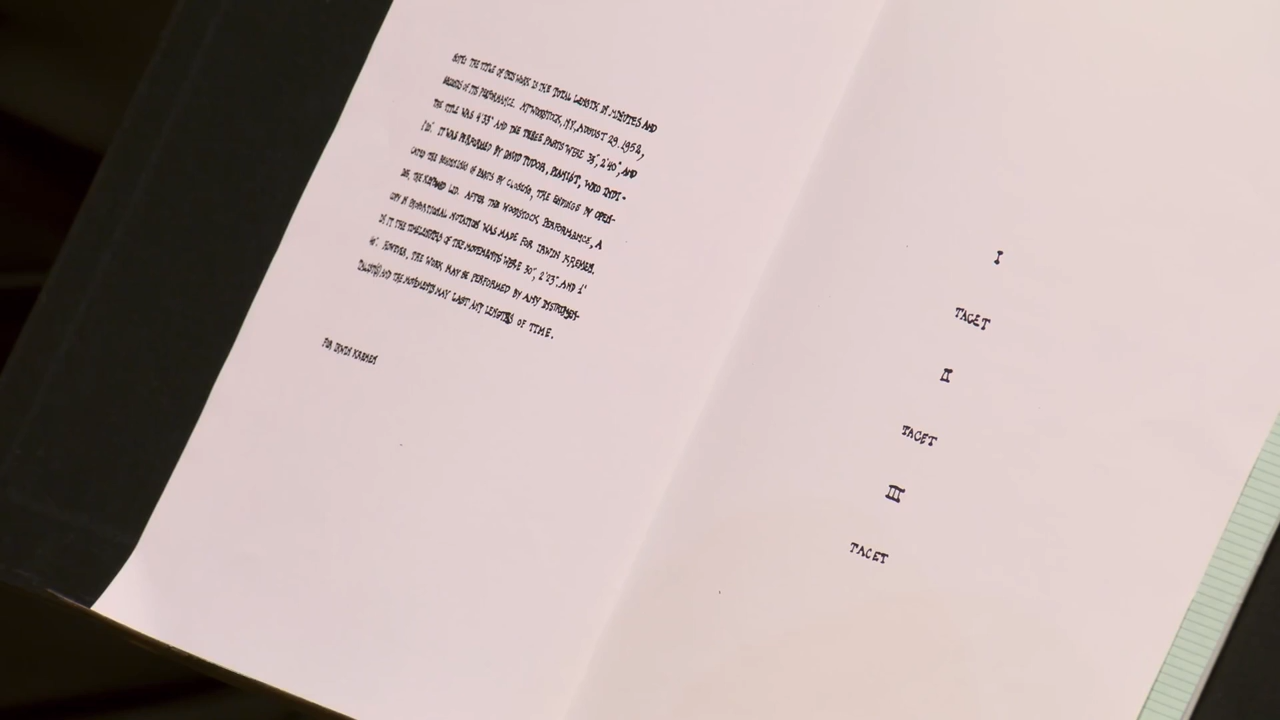 NOTE: THE TITLE OF THIS WORK IS THE TOTAL LENGTH IN MINUTES AND
SECONDS OF ITS PERFORMANCE. AT WOODSTOCK, N.Y., AUGUST 29, 1952,
THE TITLE WAS 4'33" AND THE THREE PARTS WERE 33", 2'40", AND
1'20". IT WAS PERFORMED BY DAVID TUDOR, PIANIST, WHO INDI-
CATED THE BEGINNINGS OF PARTS BY CLOSING, THE ENDINGS BY OPEN-
ING, THE KEYBOARD LID. AFTER THE WOODSTOCK PERFORMANCE, A
COPY IN PROPORTIONAL NOTATION WAS MADE FOR IRWIN KREMEN.
IN IT THE TIMELENGTHS OF THE MOVEMENTS WERE 30", 2'23", AND 1'
40". HOWEVER, THE WORK MAY BE PERFORMED BY ANY INSTRUMEN-
TALIST(S) AND THE MOVEMENTS MAY LAST ANY LENGTHS OF TIME.
FOR IRWIN KREMEN
I
TACET
II
TACET
III
TACET